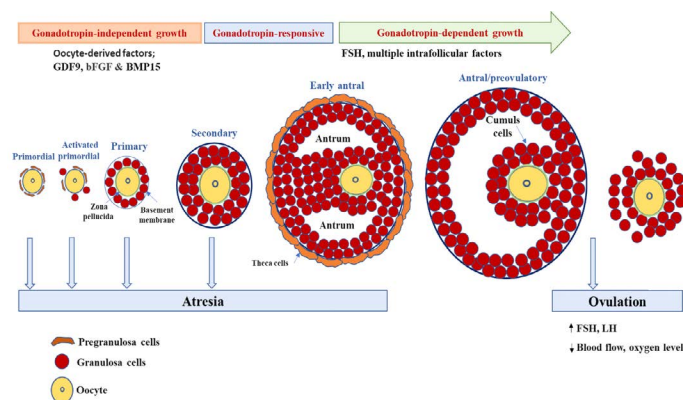 Gonadotropin-independent growth
Gonadotropin-responsive
Gonadotropin-dependent growth
Oocyte-derived factors;
GDF9, bFGF & BMP15
FSH, multiple intrafollicular factors
Primordial
Activated
primordial
Primary
Secondary
Early antral
Antral/preovulatory
Antrum
Antrum
Cumuls
cells
Zona
pellucida
Basement
membrane
Theca cells
Atresia
Ovulation
FSH, LH
Blood flow, oxygen level
Pregranulosa cells
Granulosa cells
Oocyte